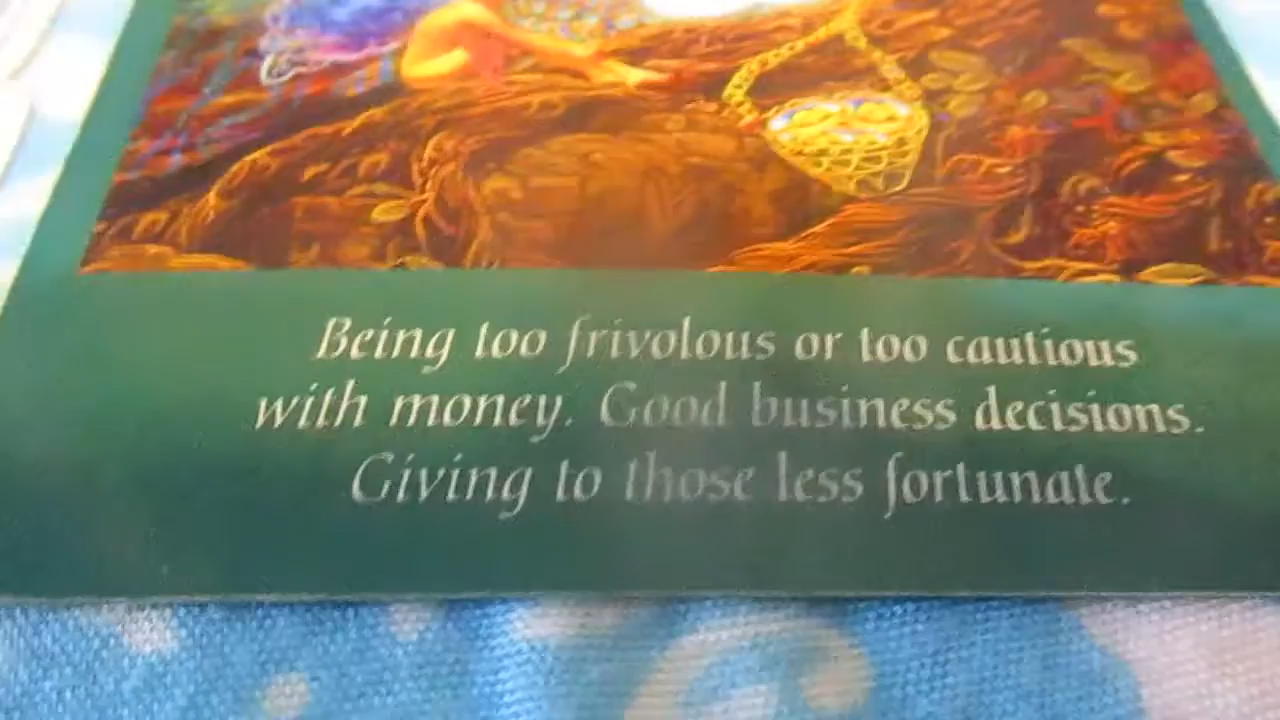 Being too frivolous or too cautious
with money. Good business decisions.
Giving to those less fortunate.